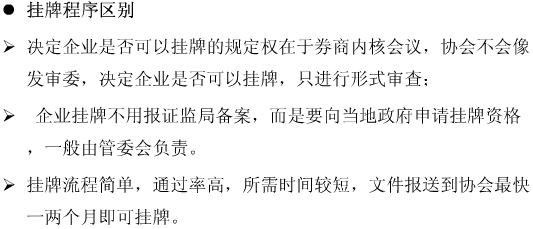 ● 挂牌程序区别
➢ 决定企业是否可以挂牌的规定权在于券商内核会议，协会不会像
发审委，决定企业是否可以挂牌，只进行形式审查；
➢ 企业挂牌不用报证监局备案，而是要向当地政府申请挂牌资格
，一般由管委会负责。
➢ 挂牌流程简单，通过率高，所需时间较短，文件报送到协会最快
一两个月即可挂牌。